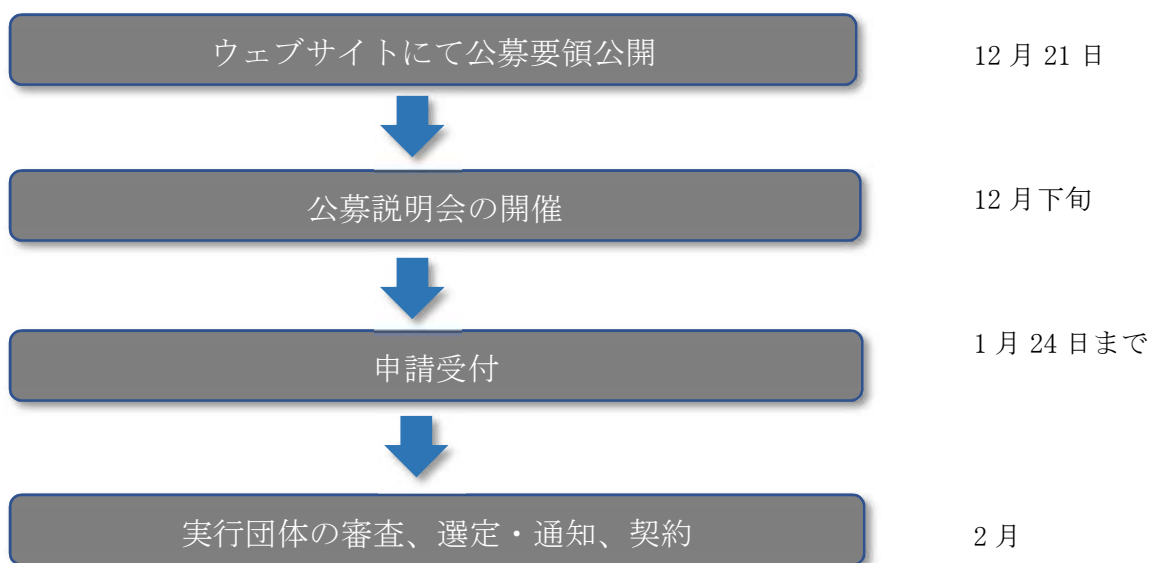 ウェブサイトにて公募要領公開
12 月 21 日
公募説明会の開催
12 月下旬
申請受付
1 月 24 日まで
実行団体の審査、選定・通知、契約
2 月